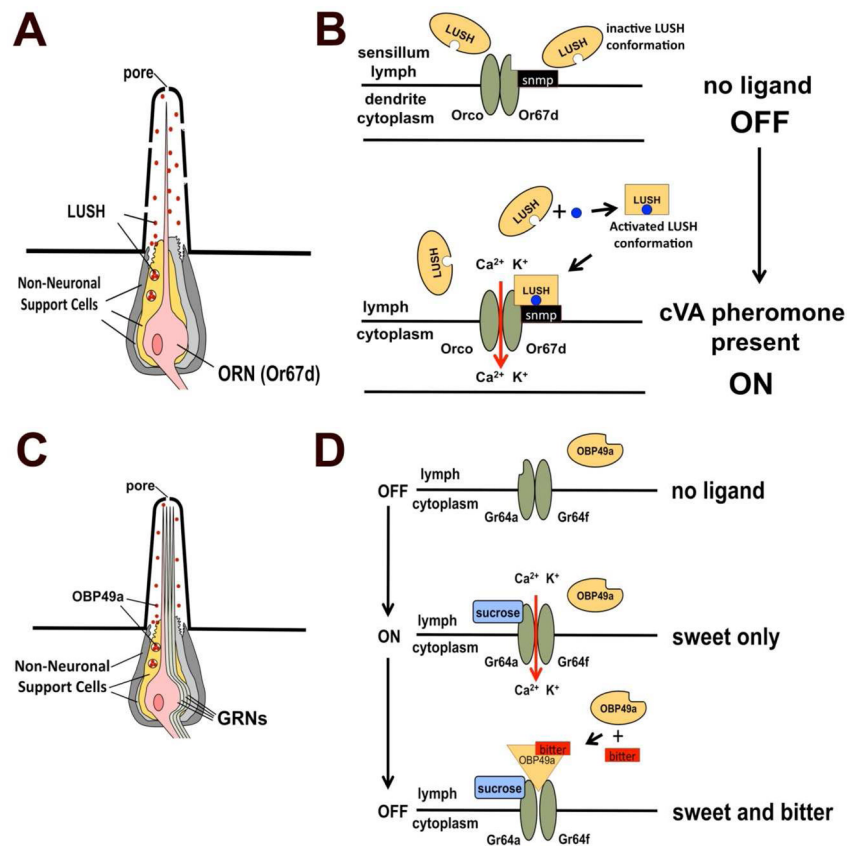 A
pore
LUSH
Non-Neuronal
Support Cells
ORN (Or67d)
B
LUSH
LUSH
inactive LUSH
conformation
sensillum
lymph
snmp
dendrite
cytoplasm
Orco
Or67d
no ligand
OFF
LUSH
+
LUSH
Activated LUSH
conformation
LUSH
Ca²⁺ K⁺
LUSH
snmp
lymph
cytoplasm
Orco
Or67d
Ca²⁺ K⁺
cVA pheromone
present
ON
C
pore
OBP49a
Non-Neuronal
Support Cells
GRNs
D
OBP49a
OFF
lymph
cytoplasm
Gr64a
Gr64f
no ligand
Ca²⁺ K⁺
OBP49a
sucrose
ON
lymph
cytoplasm
Gr64a
Gr64f
sweet only
Ca²⁺ K⁺
OBP49a
+
bitter
bitter
OBP49a
sucrose
OFF
lymph
cytoplasm
Gr64a
Gr64f
sweet and bitter